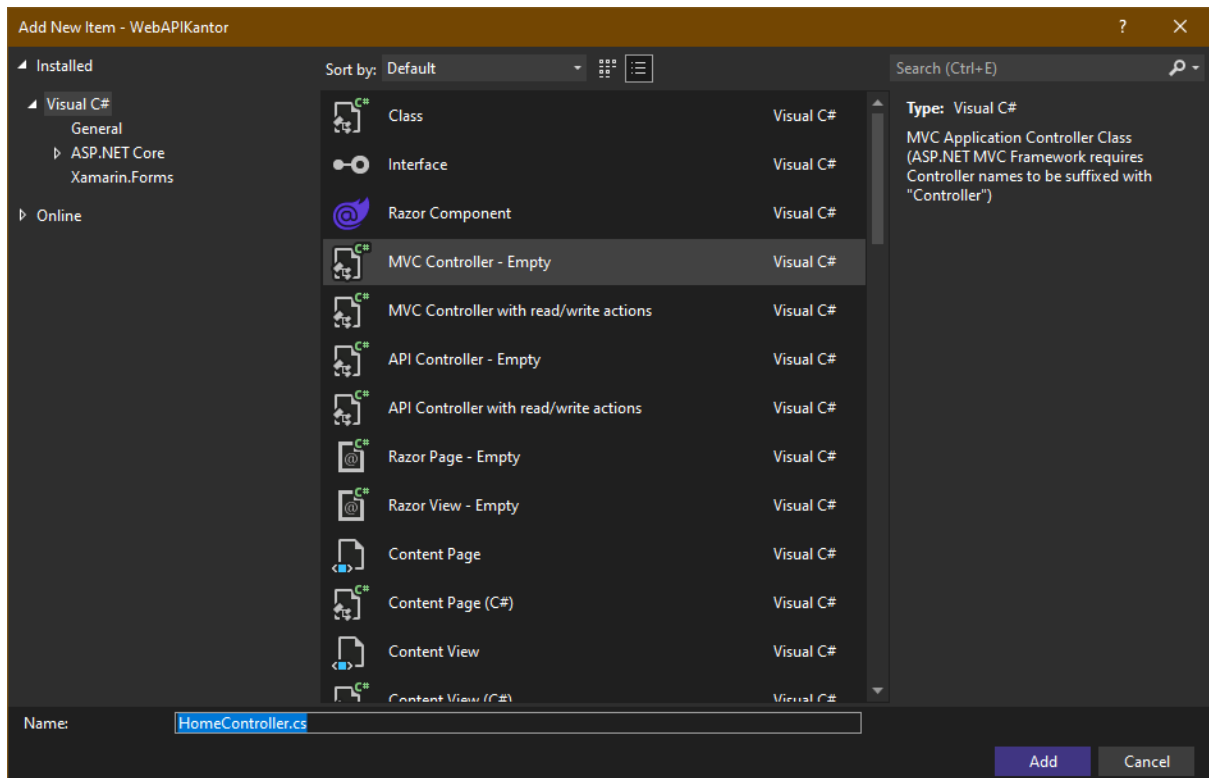 Add New Item - WebAPIKantor
?
Installed
Visual C#
General
ASP.NET Core
Xamarin.Forms
Online
Sort by: Default
Class Visual C#
Interface Visual C#
Razor Component Visual C#
MVC Controller - Empty Visual C#
MVC Controller with read/write actions Visual C#
API Controller - Empty Visual C#
API Controller with read/write actions Visual C#
Razor Page - Empty Visual C#
Razor View - Empty Visual C#
Content Page Visual C#
Content Page (C#) Visual C#
Content View Visual C#
Content View (C#) Visual C#
Search (Ctrl+E)
Type: Visual C#
MVC Application Controller Class
(ASP.NET MVC Framework requires
Controller names to be suffixed with
"Controller")
Name: HomeController.cs
Add Cancel